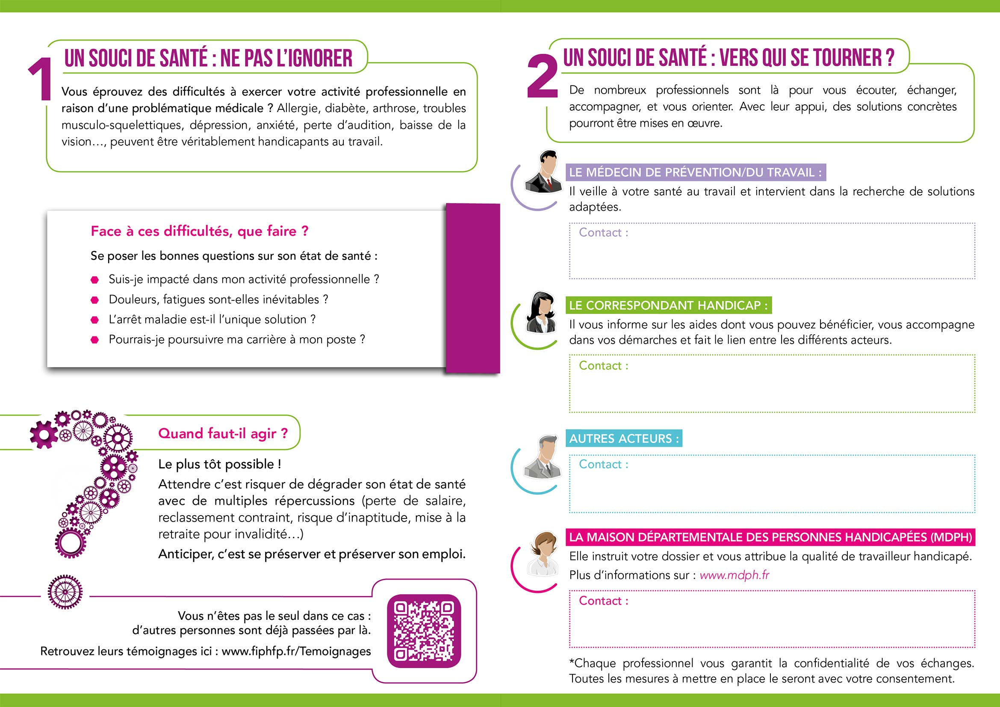 1
UN SOUCI DE SANTÉ : NE PAS L’IGNORER
Vous éprouvez des difficultés à exercer votre activité professionnelle en
raison d’une problématique médicale ? Allergie, diabète, arthrose, troubles
musculo-squelettiques, dépression, anxiété, perte d’audition, baisse de la
vision…, peuvent être véritablement handicapants au travail.
Face à ces difficultés, que faire ?
Se poser les bonnes questions sur son état de santé :
Suis-je impacté dans mon activité professionnelle ?
Douleurs, fatigues sont-elles inévitables ?
L’arrêt maladie est-il l’unique solution ?
Pourrais-je poursuivre ma carrière à mon poste ?
Quand faut-il agir ?
Le plus tôt possible !
Attendre c’est risquer de dégrader son état de santé
avec de multiples répercussions (perte de salaire,
reclassement contraint, risque d’inaptitude, mise à la
retraite pour invalidité…)
Anticiper, c’est se préserver et préserver son emploi.
Vous n’êtes pas le seul dans ce cas :
d’autres personnes sont déjà passées par là.
Retrouvez leurs témoignages ici : www.fiphfp.fr/Temoignages
2
UN SOUCI DE SANTÉ : VERS QUI SE TOURNER ?
De nombreux professionnels sont là pour vous écouter, échanger,
accompagner, et vous orienter. Avec leur appui, des solutions concrètes
pourront être mises en œuvre.
LE MÉDECIN DE PRÉVENTION/DU TRAVAIL :
Il veille à votre santé au travail et intervient dans la recherche de solutions
adaptées.
Contact :
LE CORRESPONDANT HANDICAP :
Il vous informe sur les aides dont vous pouvez bénéficier, vous accompagne
dans vos démarches et fait le lien entre les différents acteurs.
Contact :
AUTRES ACTEURS :
Contact :
LA MAISON DÉPARTEMENTALE DES PERSONNES HANDICAPÉES (MDPH)
Elle instruit votre dossier et vous attribue la qualité de travailleur handicapé.
Plus d’informations sur : www.mdph.fr
Contact :
*Chaque professionnel vous garantit la confidentialité de vos échanges.
Toutes les mesures à mettre en place le seront avec votre consentement.